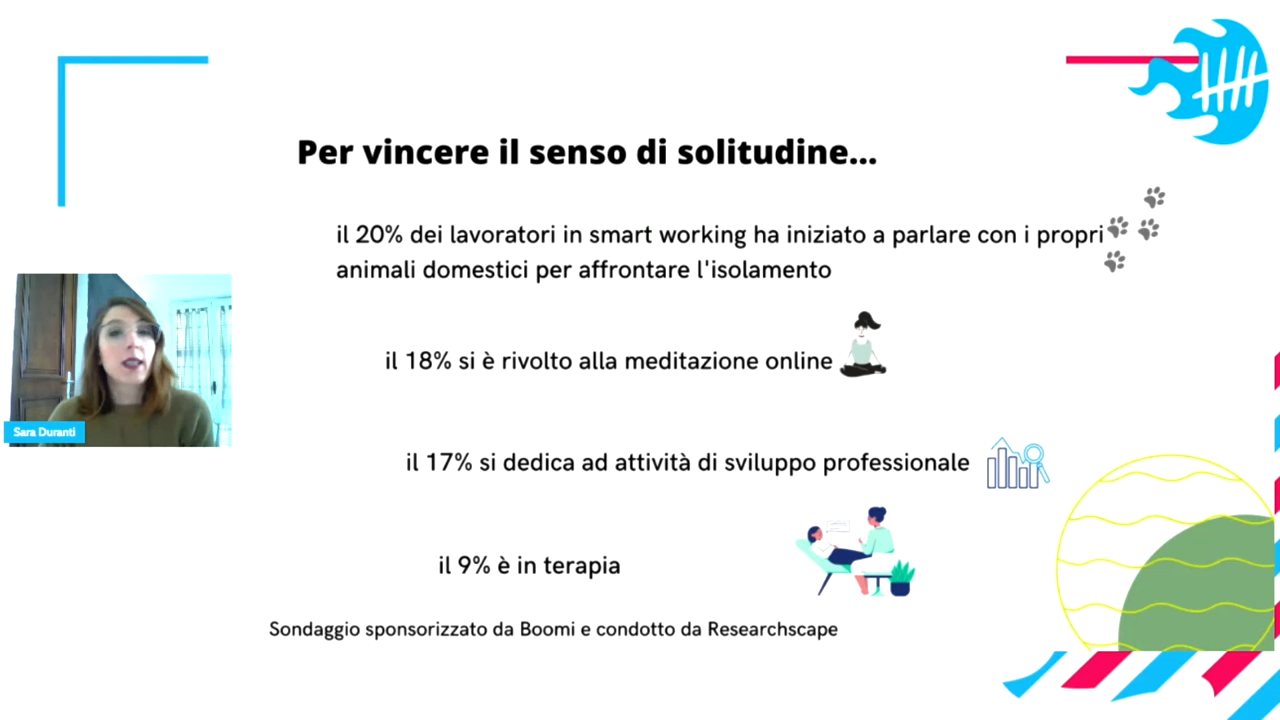 Per vincere il senso di solitudine...
il 20% dei lavoratori in smart working ha iniziato a parlare con i propri
animali domestici per affrontare l'isolamento
il 18% si è rivolto alla meditazione online
il 17% si dedica ad attività di sviluppo professionale
il 9% è in terapia
Sondaggio sponsorizzato da Boomi e condotto da Researchscape
Sara Duranti